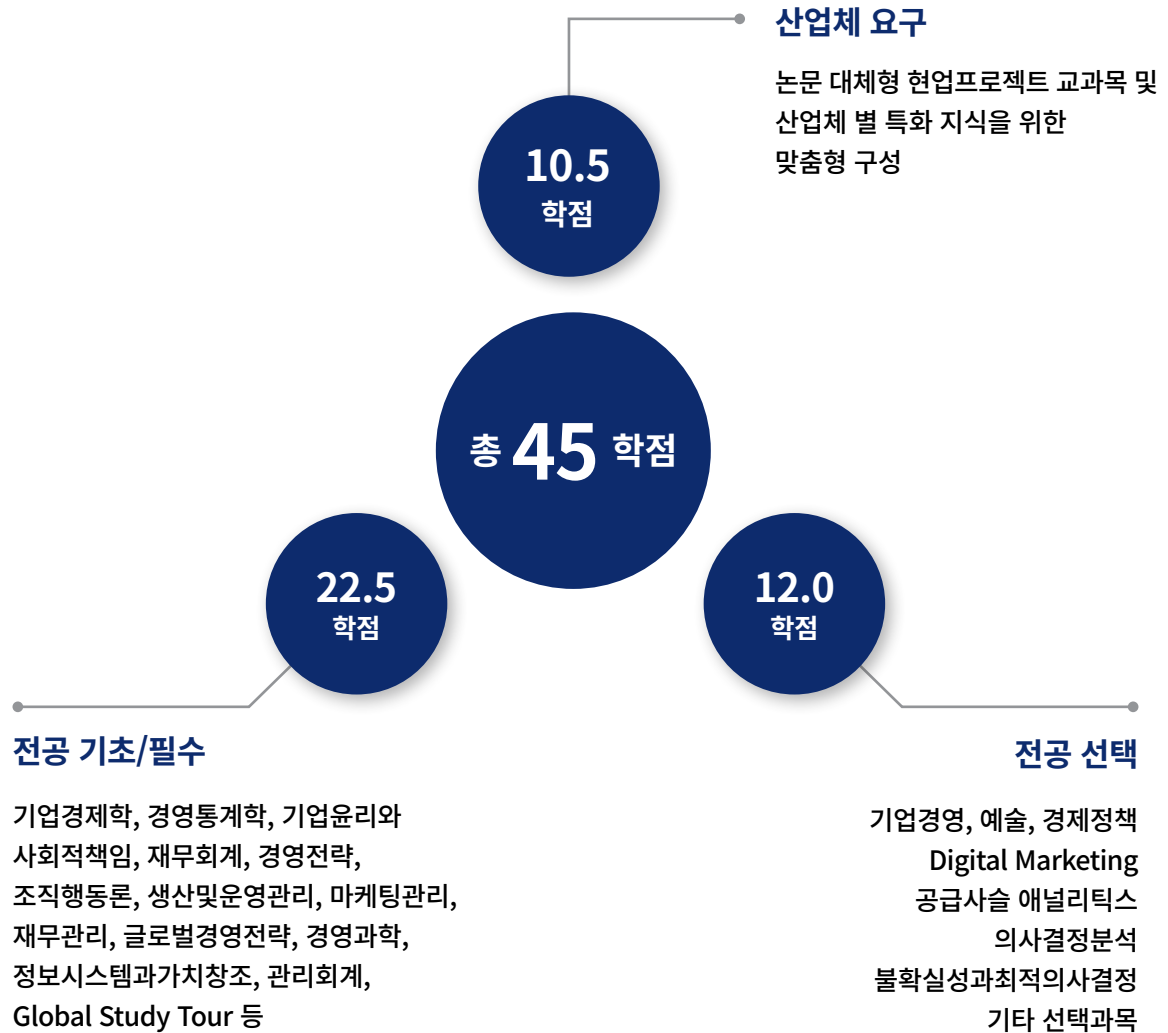 산업체 요구
논문 대체형 현업프로젝트 교과목 및
산업체 별 특화 지식을 위한
맞춤형 구성
10.5
학점
총 45 학점
22.5
학점
12.0
학점
전공 기초/필수
기업경제학, 경영통계학, 기업윤리와
사회적책임, 재무회계, 경영전략,
조직행동론, 생산및운영관리, 마케팅관리,
재무관리, 글로벌경영전략, 경영과학,
정보시스템과가치창조, 관리회계,
Global Study Tour 등
전공 선택
기업경영, 예술, 경제정책
Digital Marketing
공급사슬 애널리틱스
의사결정분석
불확실성과최적의사결정
기타 선택과목